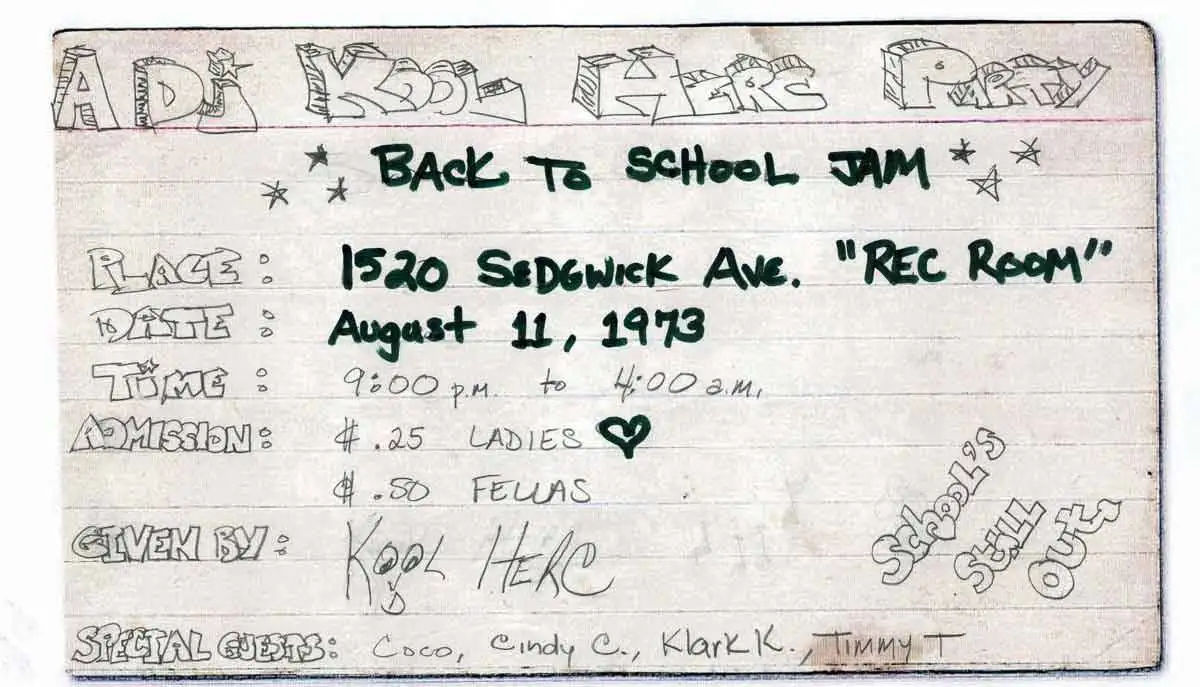 A DJ KOOL HERC PARTY
BACK TO SCHOOL JAM
PLACE: 1520 SEDGWICK AVE. "REC ROOM"
DATE: August 11, 1973
TIME: 9:00 p.m. to 4:00 a.m.
ADMISSION: $.25 LADIES
$.50 FELLAS
GIVEN BY: KOOL HERC
SCHOOL'S
STILL
OUT.
SPECIAL GUESTS: Coco, Cindy C., Klark K., Timmy T